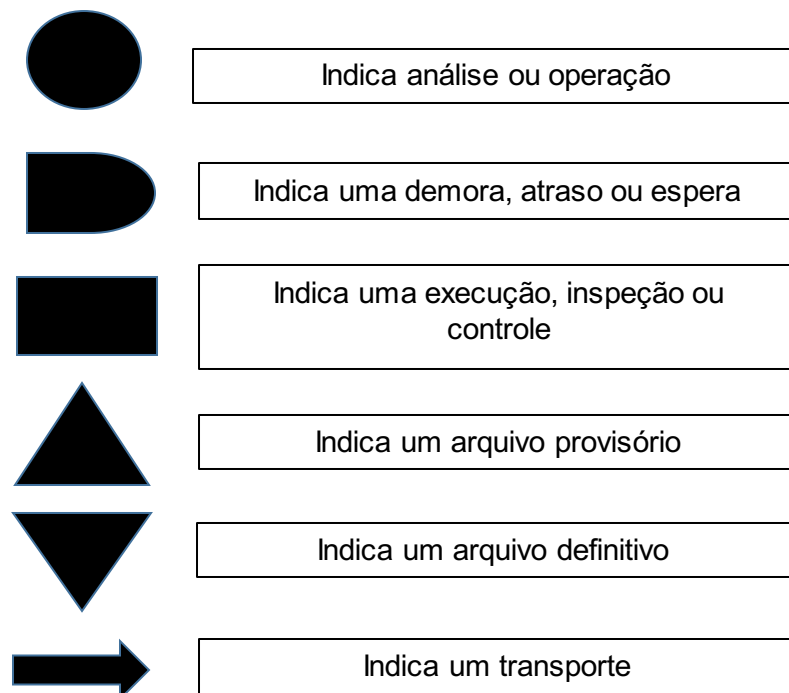 Indica análise ou operação
Indica uma demora, atraso ou espera
Indica uma execução, inspeção ou
controle
Indica um arquivo provisório
Indica um arquivo definitivo
Indica um transporte